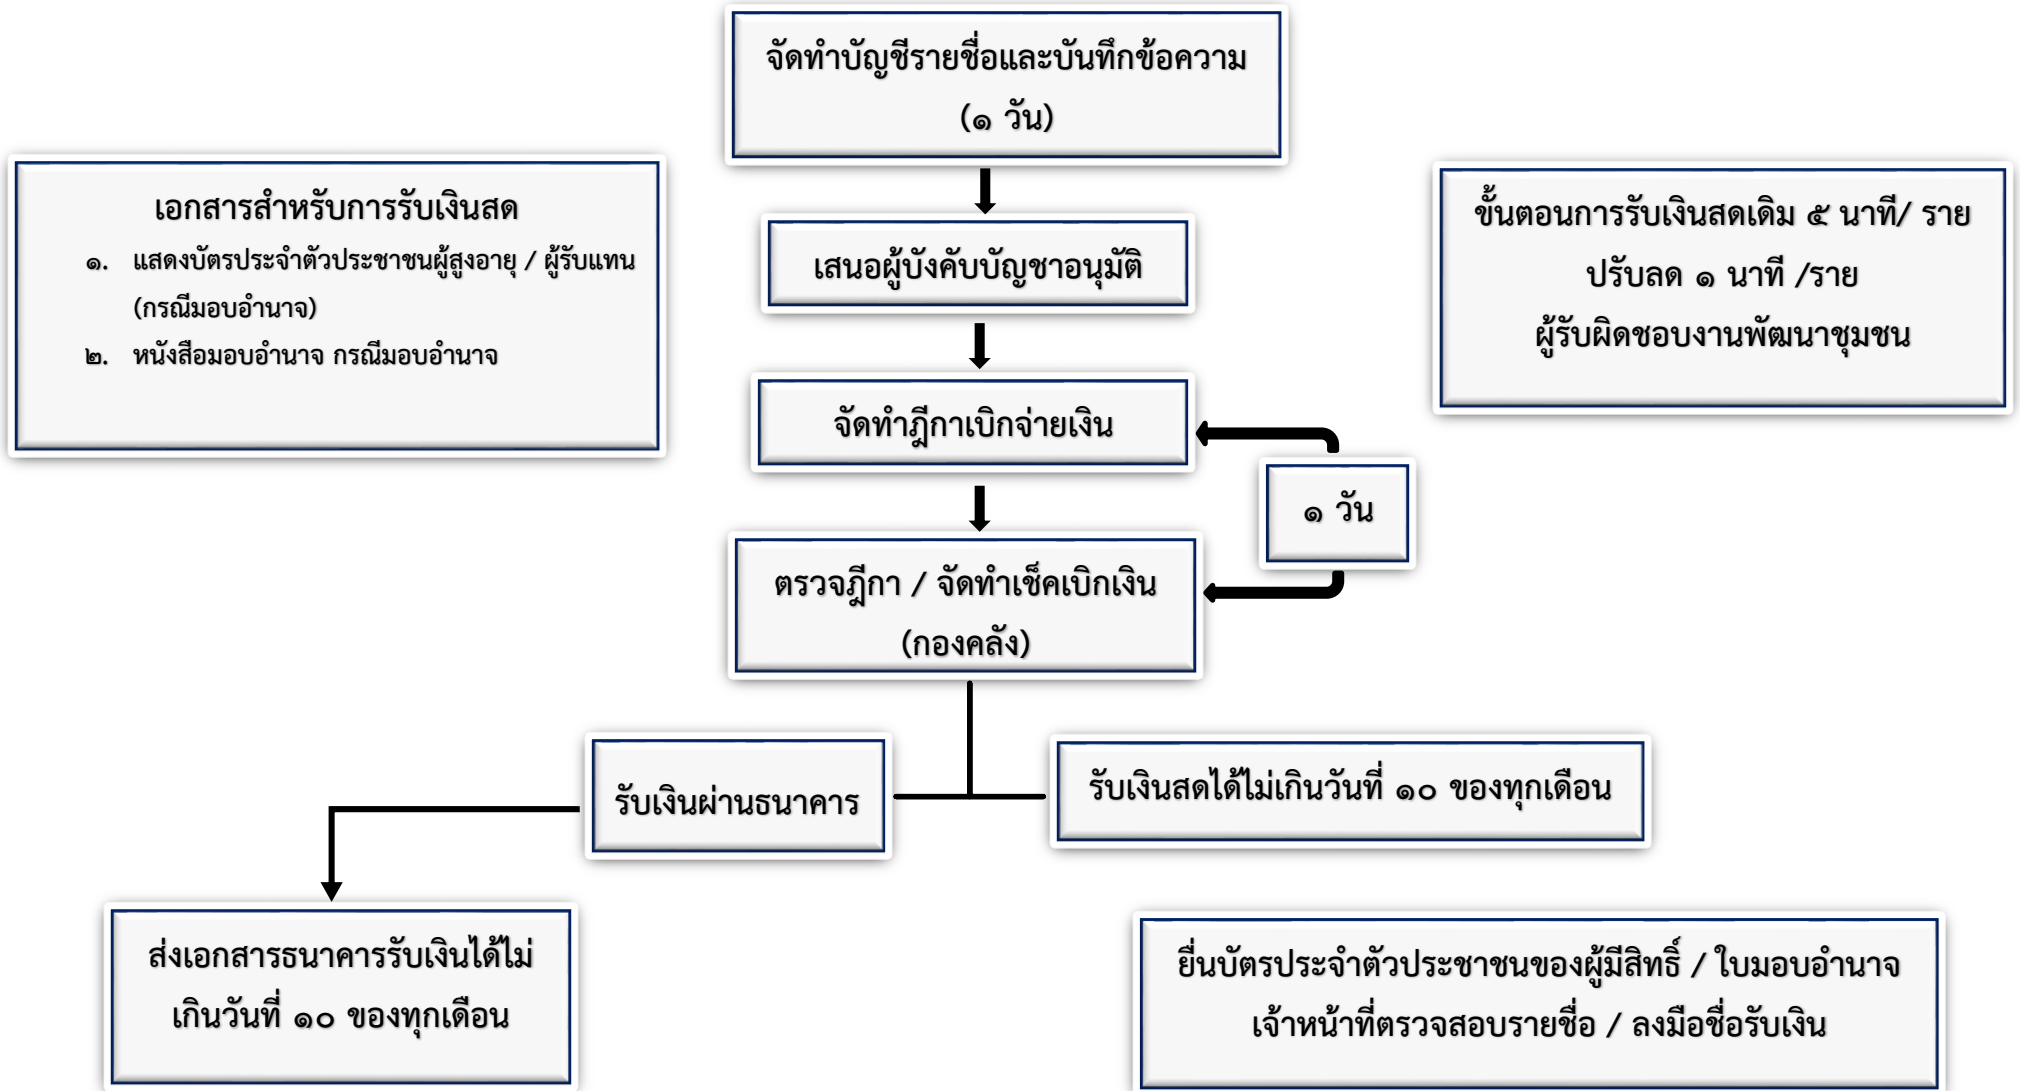 จัดทำบัญชีรายชื่อและบันทึกข้อความ
(๑ วัน)
เอกสารสำหรับการรับเงินสด
๑. แสดงบัตรประจำตัวประชาชนผู้สูงอายุ / ผู้รับแทน
(กรณีมอบอำนาจ)
๒. หนังสือมอบอำนาจ กรณีมอบอำนาจ
ขั้นตอนการรับเงินสดเดิม ๕ นาที/ ราย
ปรับลด ๑ นาที /ราย
ผู้รับผิดชอบงานพัฒนาชุมชน
เสนอผู้บังคับบัญชาอนุมัติ
จัดทำฎีกาเบิกจ่ายเงิน
๑ วัน
ตรวจฎีกา / จัดทำเช็คเบิกเงิน
(กองคลัง)
รับเงินผ่านธนาคาร
รับเงินสดได้ไม่เกินวันที่ ๑๐ ของทุกเดือน
ส่งเอกสารธนาคารรับเงินได้ไม่
เกินวันที่ ๑๐ ของทุกเดือน
ยื่นบัตรประจำตัวประชาชนของผู้มีสิทธิ์ / ใบมอบอำนาจ
เจ้าหน้าที่ตรวจสอบรายชื่อ / ลงมือชื่อรับเงิน